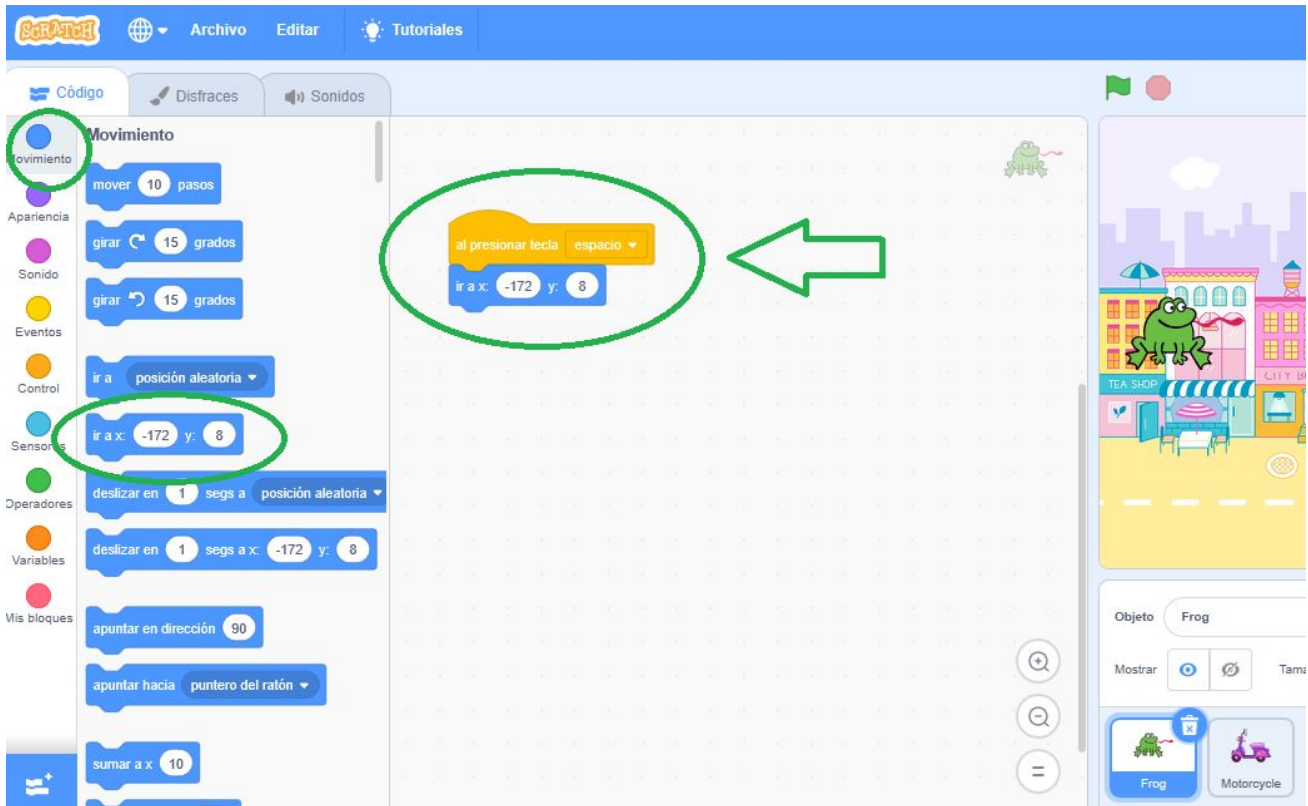 SCRATCH
Archivo
Editar
Tutoriales
Código
Disfraces
Sonidos
Movimiento
Apariencia
Sonido
Eventos
Control
Sensores
Operadores
Variables
Mis bloques
Movimiento
mover 10 pasos
girar 15 grados
girar 15 grados
ir a posición aleatoria
ir a x: -172 y: 8
deslizar en 1 segs a posición aleatoria
deslizar en 1 segs a x: -172 y: 8
apuntar en dirección 90
apuntar hacia puntero del ratón
sumar a x 10
al presionar tecla espacio
ir a x: -172 y: 8
TEA SHOP
CITY B
Objeto Frog
Mostrar
Tama
Frog
Motorcycle